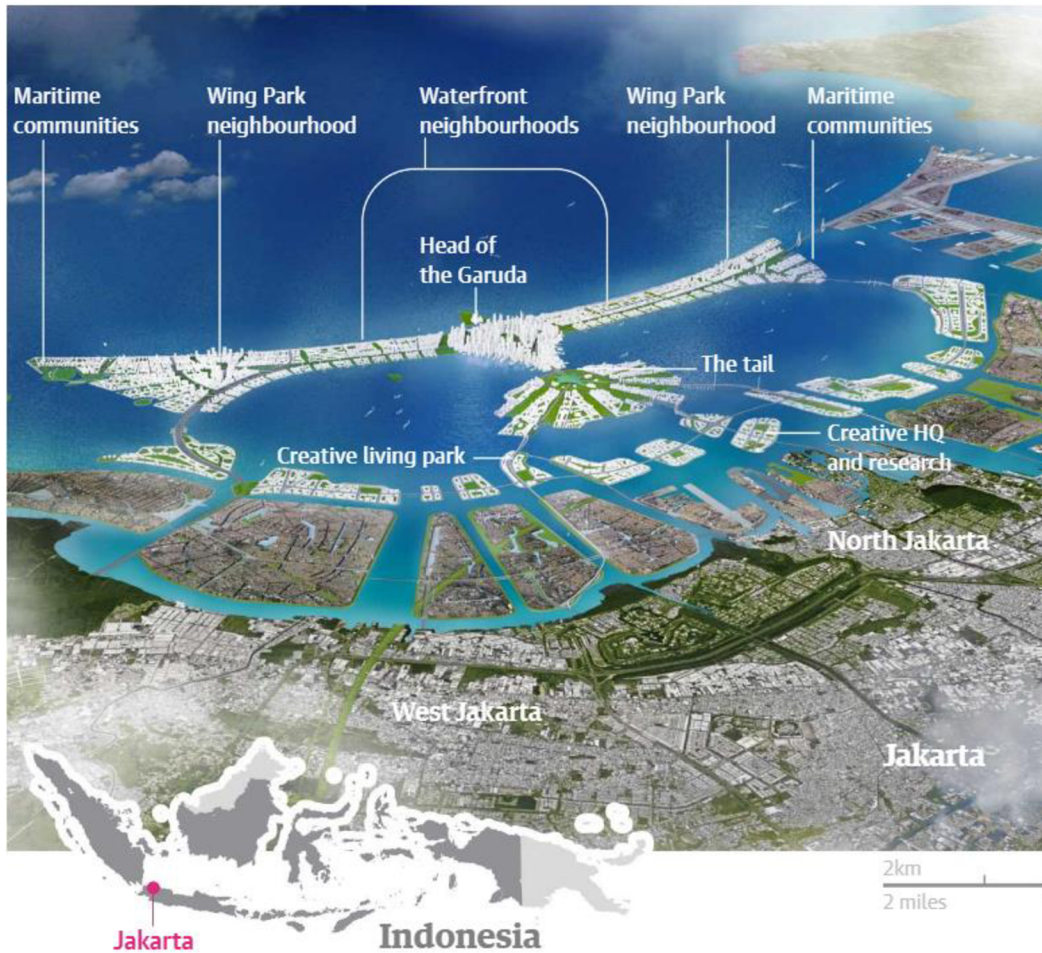 Maritime
communities
Wing Park
neighbourhood
Waterfront
neighbourhoods
Wing Park
neighbourhood
Maritime
communities
Head of
the Garuda
The tail
Creative living park
Creative HQ
and research
North Jakarta
West Jakarta
Jakarta
2km
2 miles
Jakarta
Indonesia